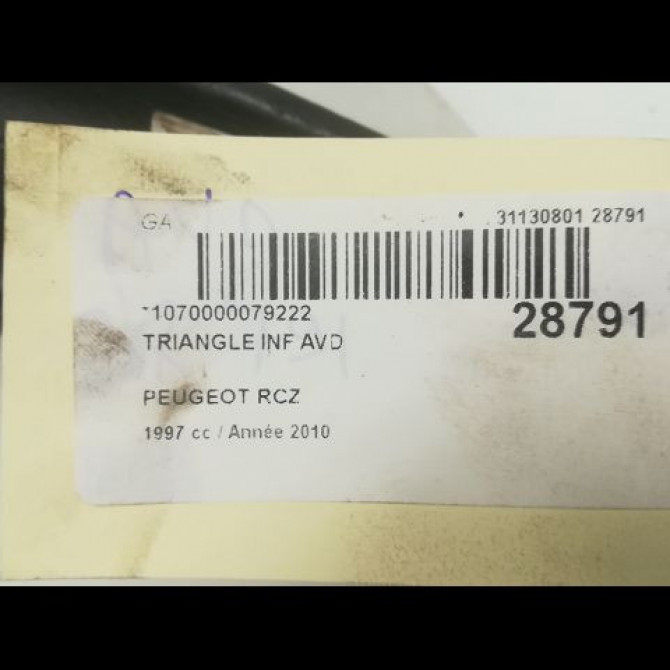 G4
31130801 28791
1070000079222
28791
TRIANGLE INF AVD
PEUGEOT RCZ
1997 cc / Année 2010